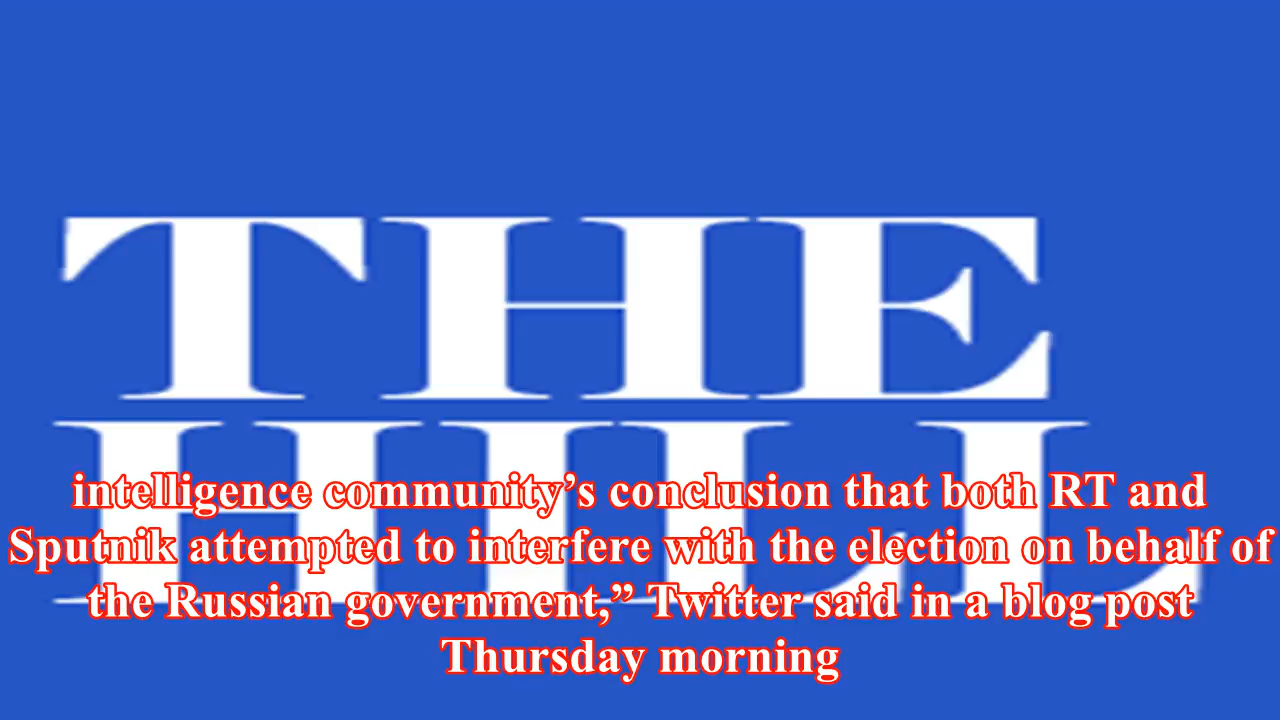 THE
HILL
intelligence community’s conclusion that both RT and
Sputnik attempted to interfere with the election on behalf of
the Russian government,” Twitter said in a blog post
Thursday morning